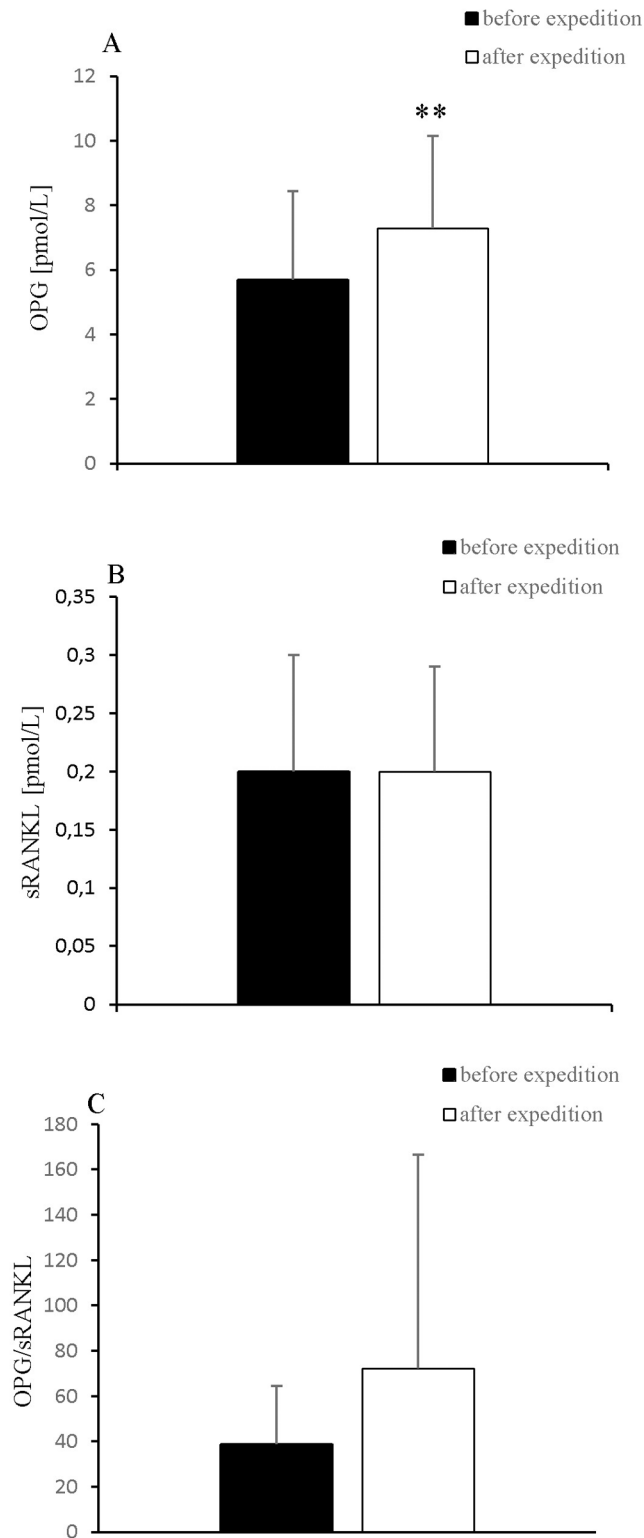 before expedition
A
after expedition
12
**
10
8
6
4
2
0
OPG [pmol/L]
before expedition
B
after expedition
0,35
0,3
0,25
0,2
0,15
0,1
0,05
0
sRANKL [pmol/L]
before expedition
C
after expedition
180
160
140
120
100
80
60
40
20
0
OPG/sRANKL